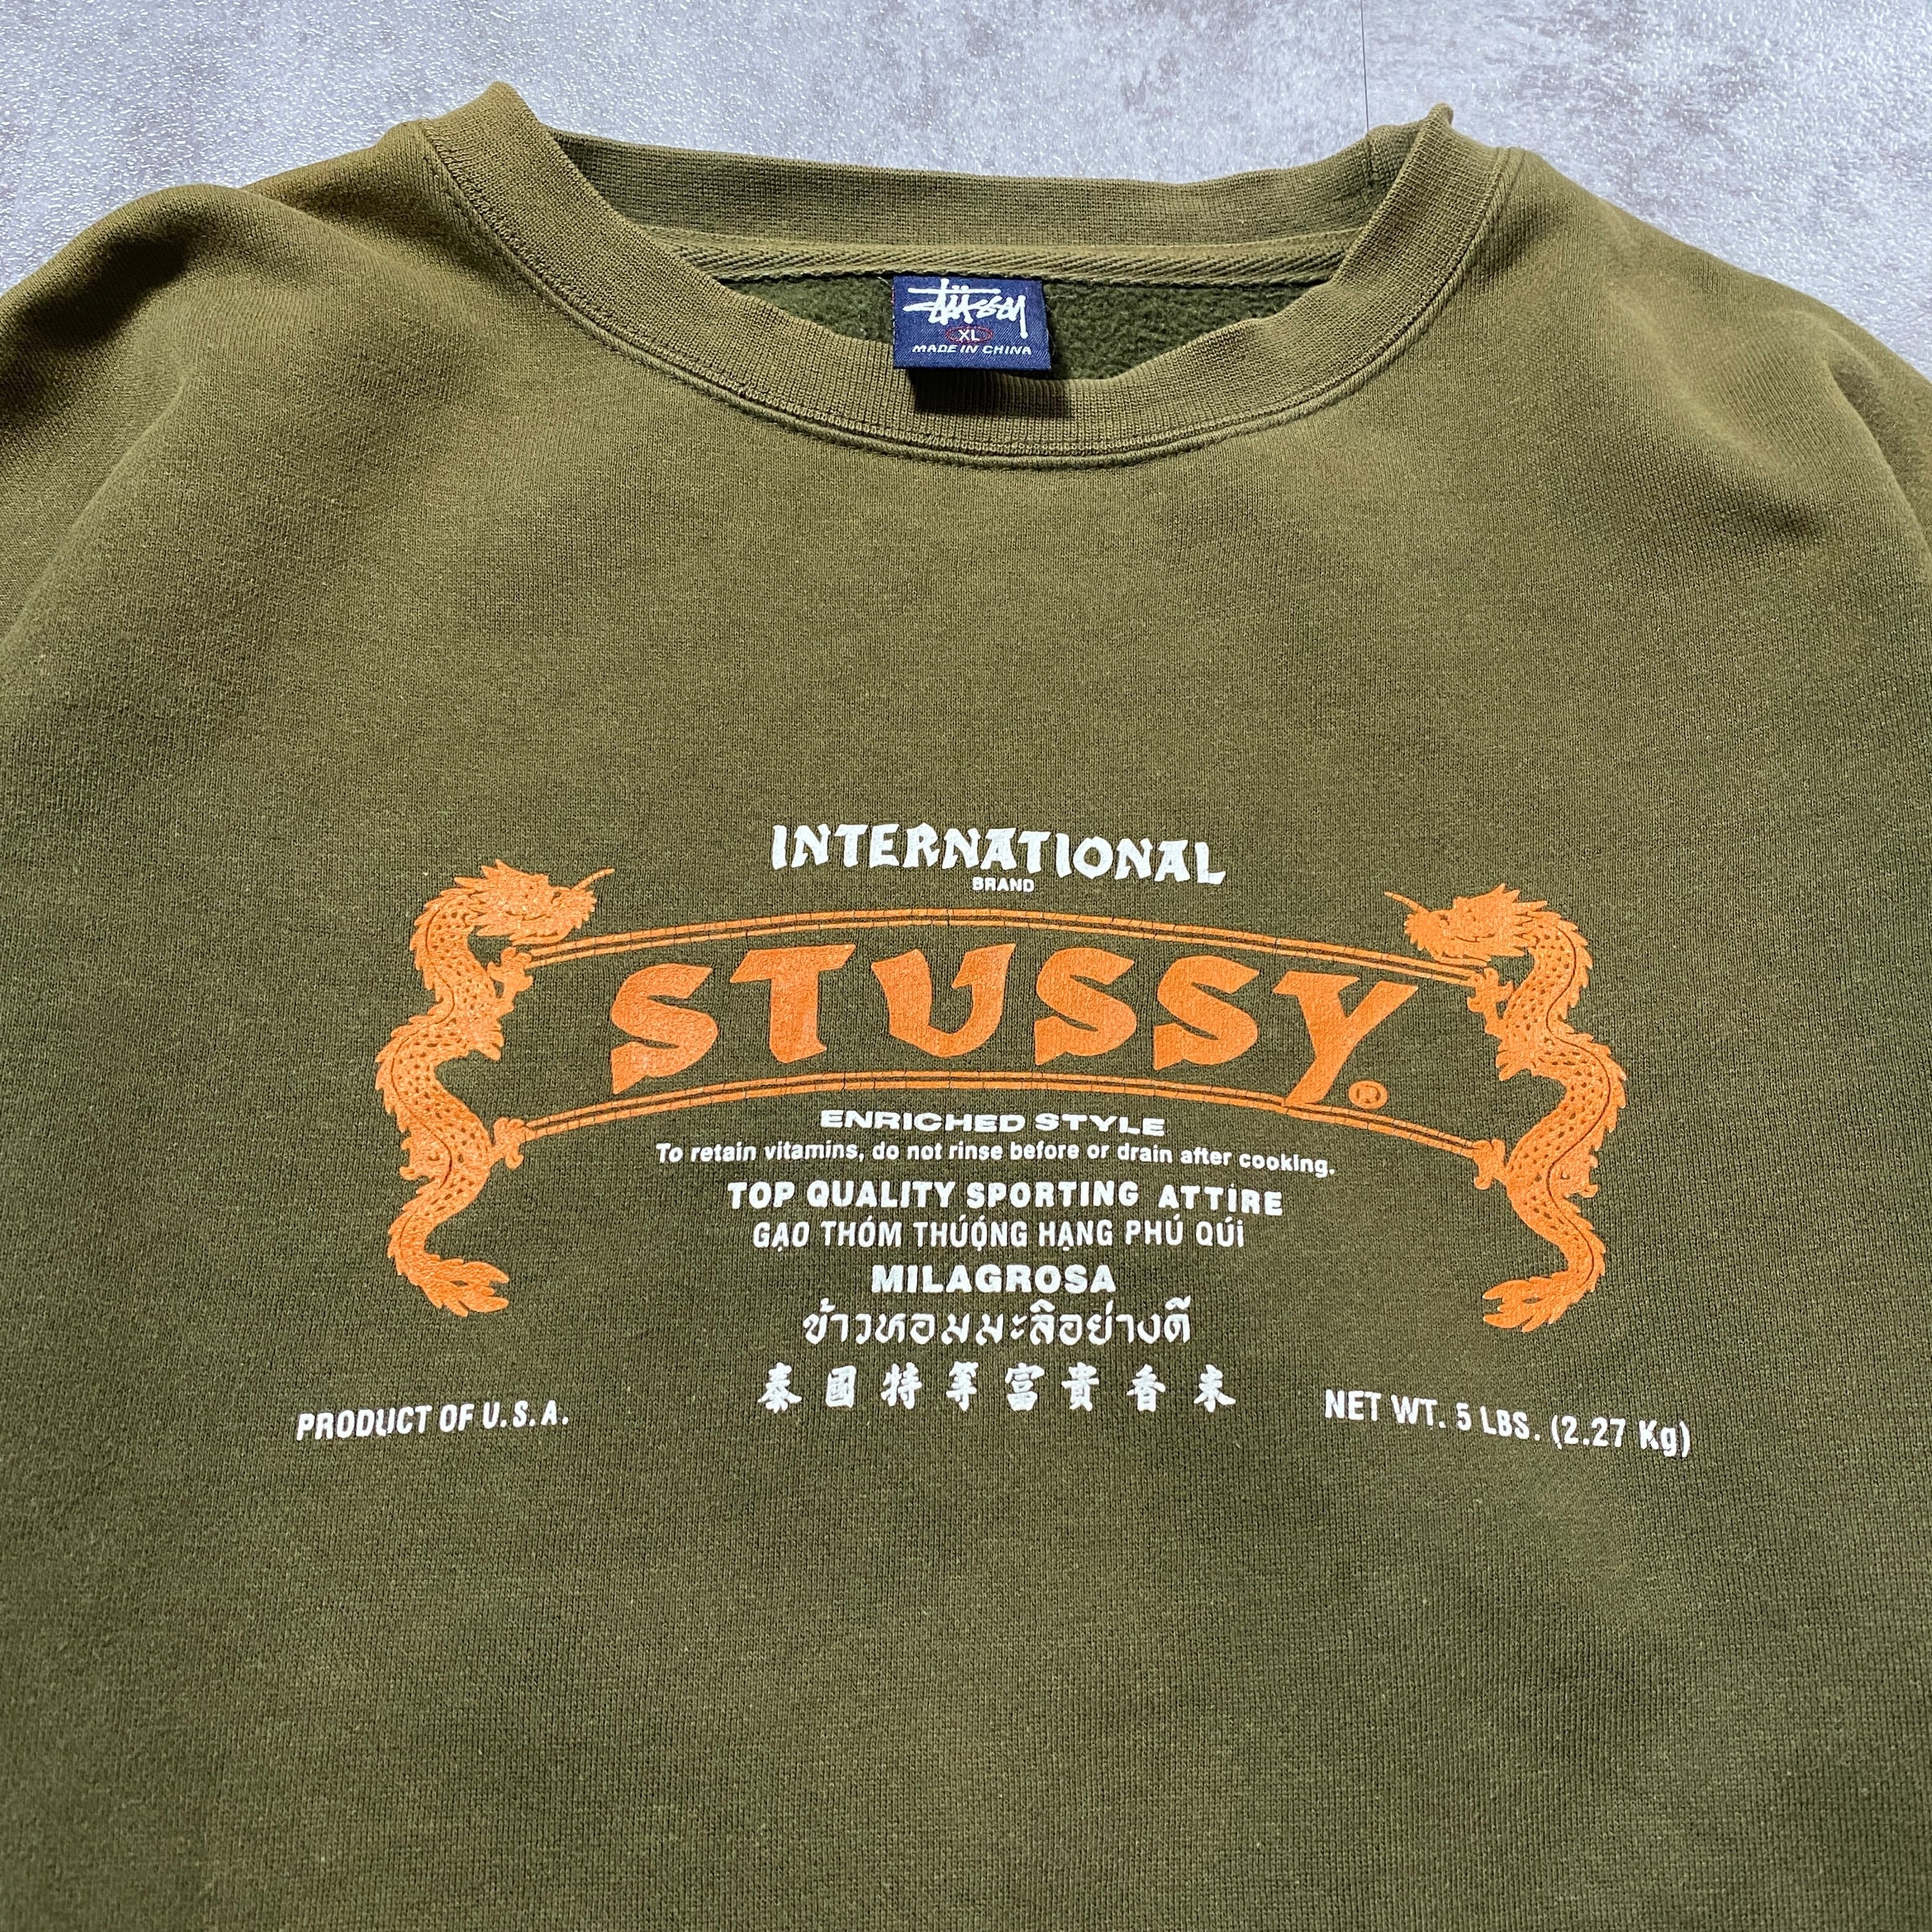 Stüssy
XL
MADE IN CHINA
INTERNATIONAL
BRAND
STUSSY®
ENRICHED STYLE
To retain vitamins, do not rinse before or drain after cooking.
TOP QUALITY SPORTING ATTIRE
GẠO THÓM THÚỢNG HẠNG PHÚ QÚI
MILAGROSA
ข้าวหอมมะลิอย่างดี
泰國特等富貴香米
PRODUCT OF U.S.A.
NET WT. 5 LBS. (2.27 Kg)